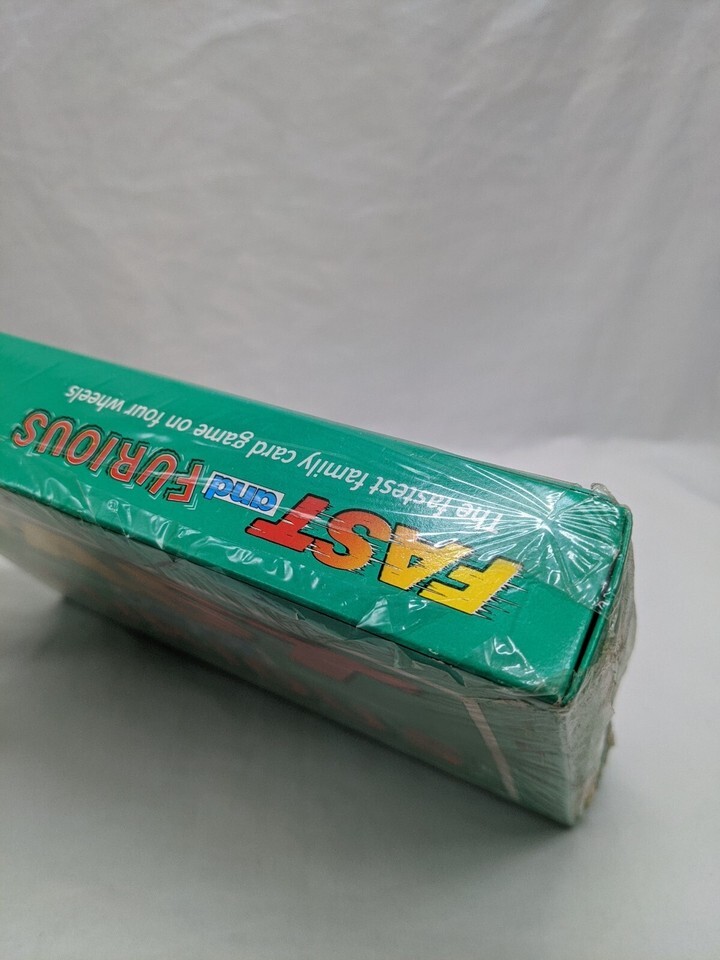 FAST and FURIOUS
The fastest family card game on four wheels